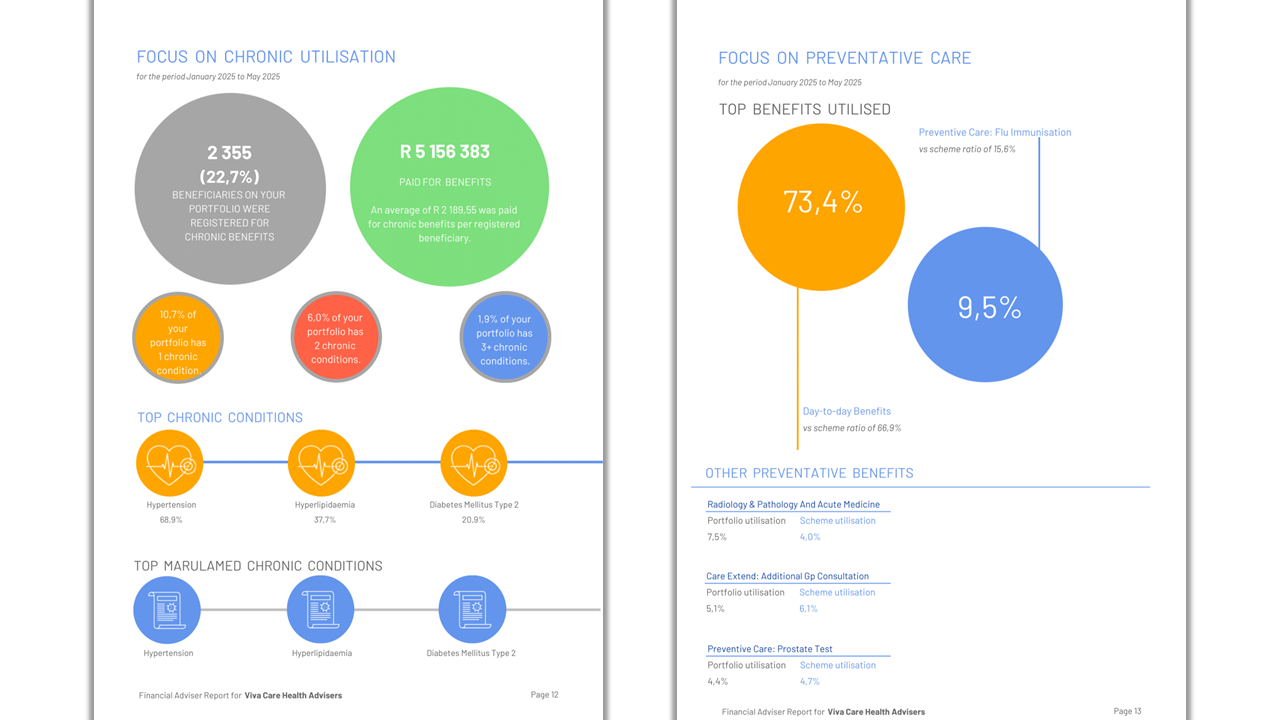 FOCUS ON CHRONIC UTILISATION
for the period January 2025 to May 2025
2 355
(22,7%)
BENEFICIARIES ON YOUR
PORTFOLIO WERE
REGISTERED FOR
CHRONIC BENEFITS
R 5 156 383
PAID FOR BENEFITS
An average of R 2 189,55 was paid
for chronic benefits per registered
beneficiary.
10,7% of
your
portfolio has
1 chronic
condition.
6,0% of your
portfolio has
2 chronic
conditions.
1,9% of your
portfolio has
3+ chronic
conditions.
TOP CHRONIC CONDITIONS
Hypertension
68,9%
Hyperlipidaemia
37,7%
Diabetes Mellitus Type 2
20,9%
TOP MARULAMED CHRONIC CONDITIONS
Hypertension
Hyperlipidaemia
Diabetes Mellitus Type 2
Financial Adviser Report for Viva Care Health Advisers
Page 12
FOCUS ON PREVENTATIVE CARE
for the period January 2025 to May 2025
TOP BENEFITS UTILISED
Preventive Care: Flu Immunisation
vs scheme ratio of 15,6%
73,4%
9,5%
Day-to-day Benefits
vs scheme ratio of 66,9%
OTHER PREVENTATIVE BENEFITS
Radiology & Pathology And Acute Medicine
Portfolio utilisation Scheme utilisation
7,5% 4,0%
Care Extend: Additional Gp Consultation
Portfolio utilisation Scheme utilisation
5,1% 6,1%
Preventive Care: Prostate Test
Portfolio utilisation Scheme utilisation
4,4% 4,7%
Financial Adviser Report for Viva Care Health Advisers
Page 13